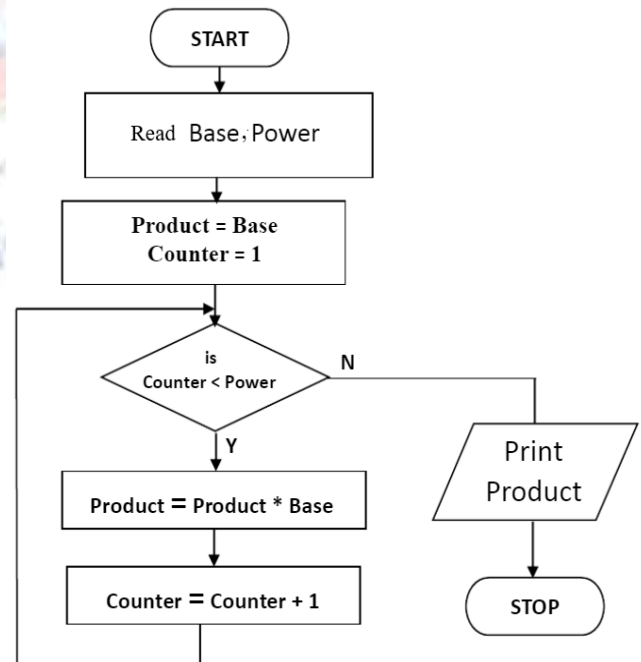 START
Read Base, Power
Product = Base
Counter = 1
is
Counter < Power
N
Y
Product = Product * Base
Counter = Counter + 1
Print
Product
STOP